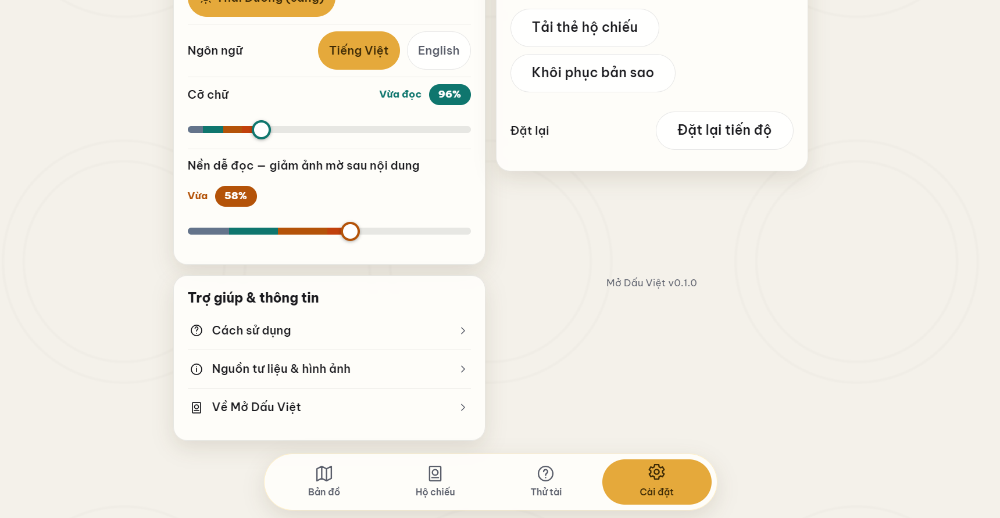 Thái Dương (sáng)
Ngôn ngữ
Tiếng Việt
English
Cỡ chữ
Vừa đọc
96%
Nền dễ đọc — giảm ảnh mờ sau nội dung
Vừa
58%
Trợ giúp & thông tin
Cách sử dụng
Nguồn tư liệu & hình ảnh
Về Mở Dấu Việt
Tải thẻ hộ chiếu
Khôi phục bản sao
Đặt lại
Đặt lại tiến độ
Mở Dấu Việt v0.1.0
Bản đồ
Hộ chiếu
Thử tài
Cài đặt